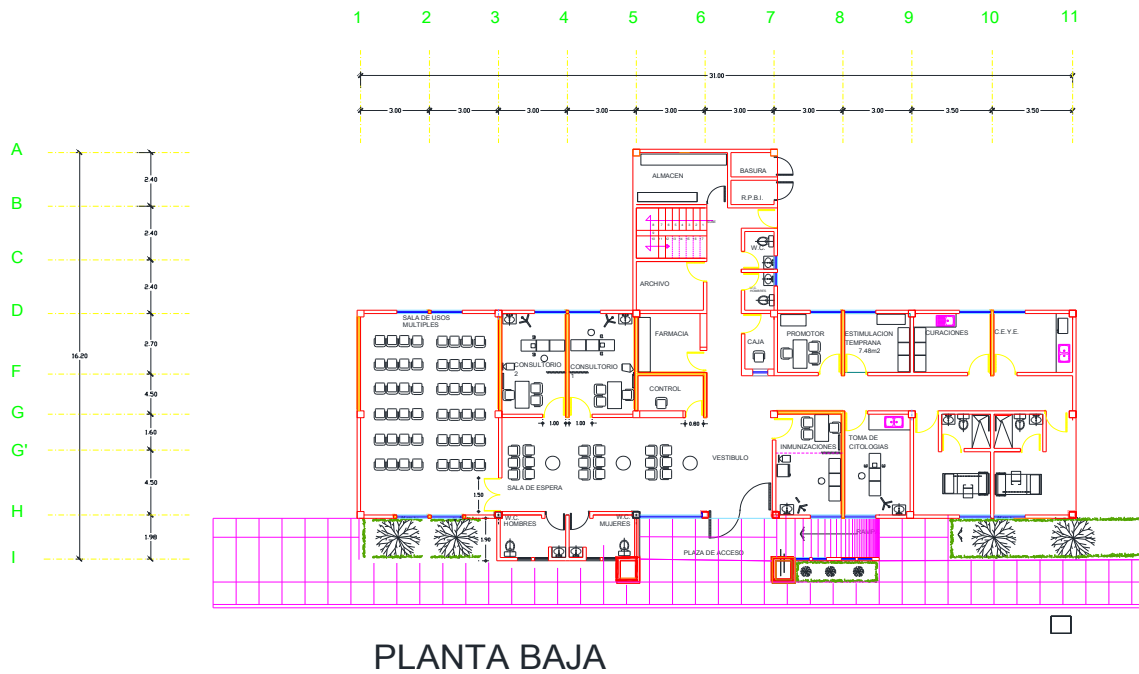 1 2 3 4 5 6 7 8 9 10 11
31.00
3.00 3.00 3.00 3.00 3.00 3.00 3.00 3.00 3.50 3.50
A
B
C
D
F
G
G'
H
I
16.20
2.40
2.40
2.40
2.70
4.50
1.60
4.50
1.98
ALMACEN
BASURA
R.P.B.I.
W.C.
ARCHIVO
SALA DE USOS
MULTIPLES
CONSULTORIO
2
CONSULTORIO
FARMACIA
CONTROL
CAJA
PROMOTOR
ESTIMULACION
TEMPRANA
7.48m2
CURACIONES
C.E.Y.E.
1.00 1.00 0.60
INMUNIZACIONES
TOMA DE
CITOLOGIAS
VESTIBULO
SALA DE ESPERA
1.50
W.C.
HOMBRES
W.C.
MUJERES
1.90
PLAZA DE ACCESO
PLANTA BAJA